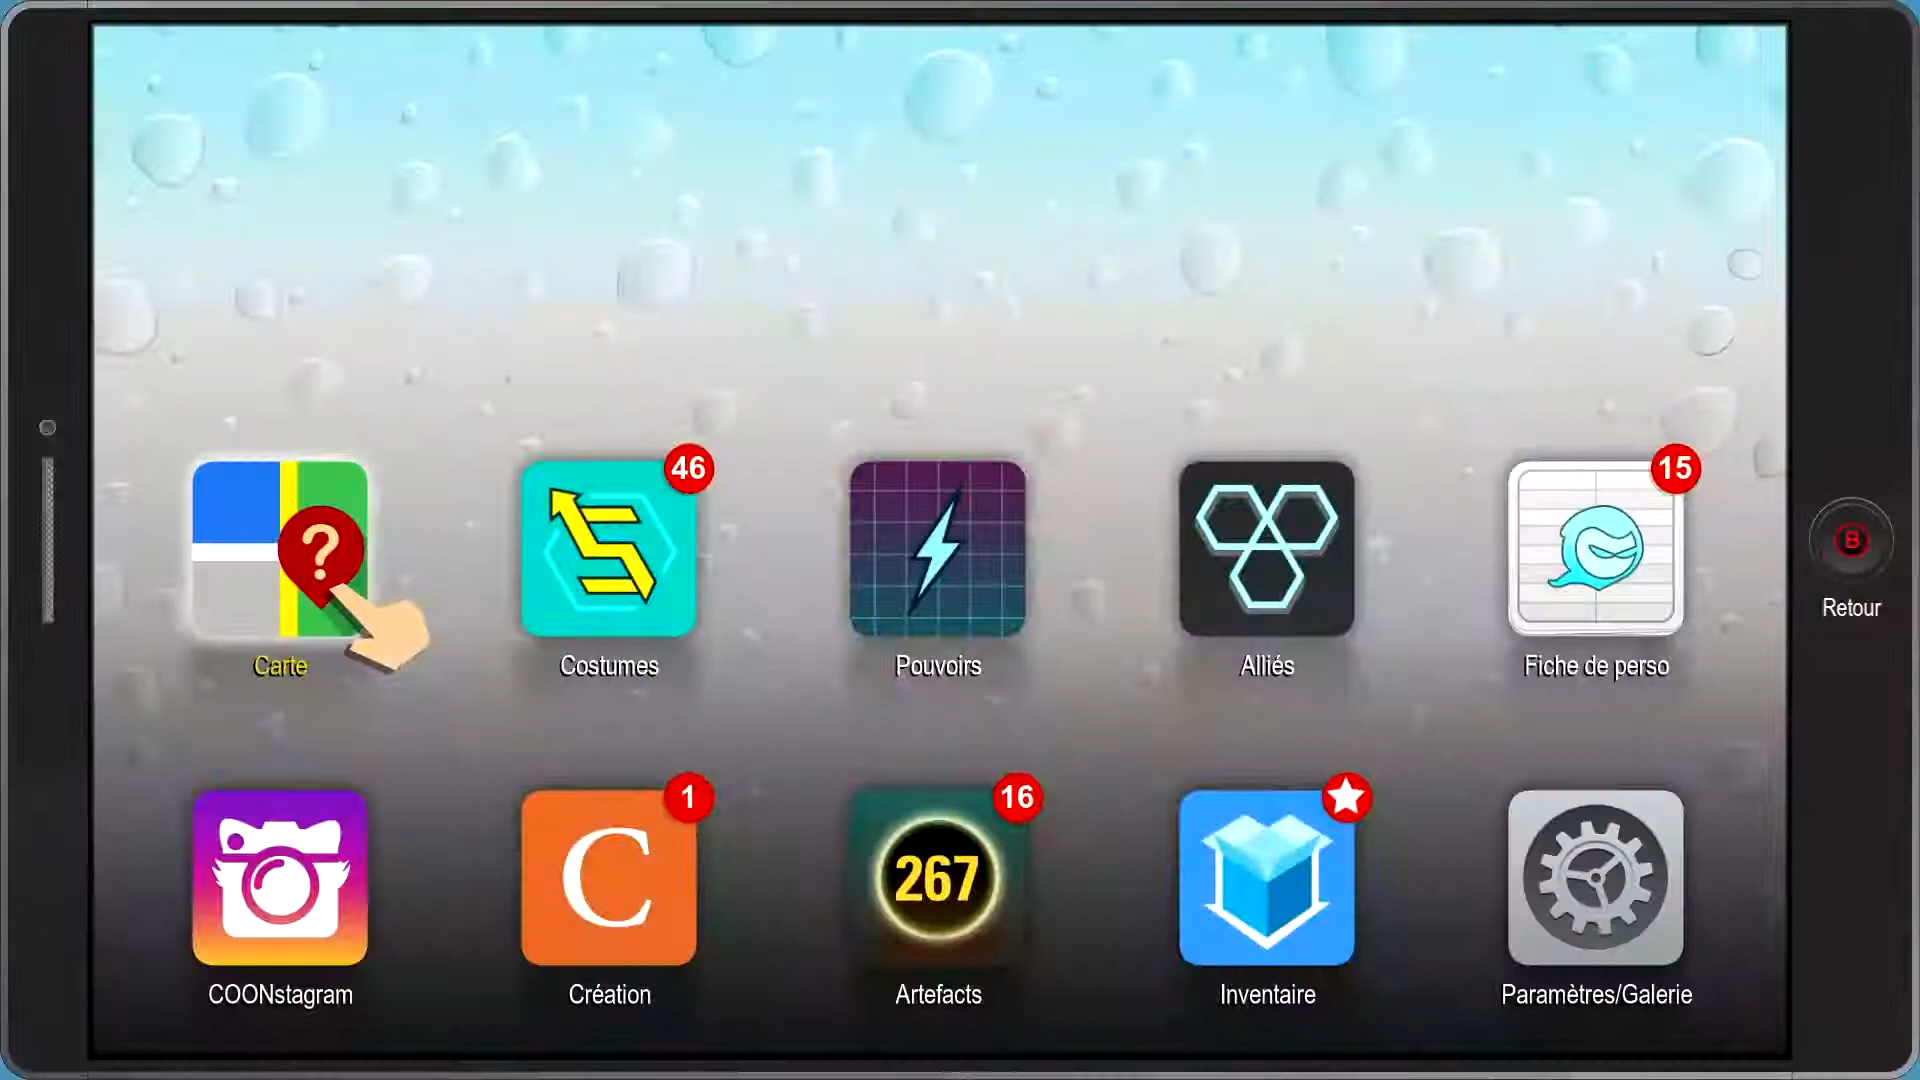 46
15
?
B
Retour
Carte
Costumes
Pouvoirs
Alliés
Fiche de perso
1
16
C
267
COONstagram
Création
Artefacts
Inventaire
Paramètres/Galerie